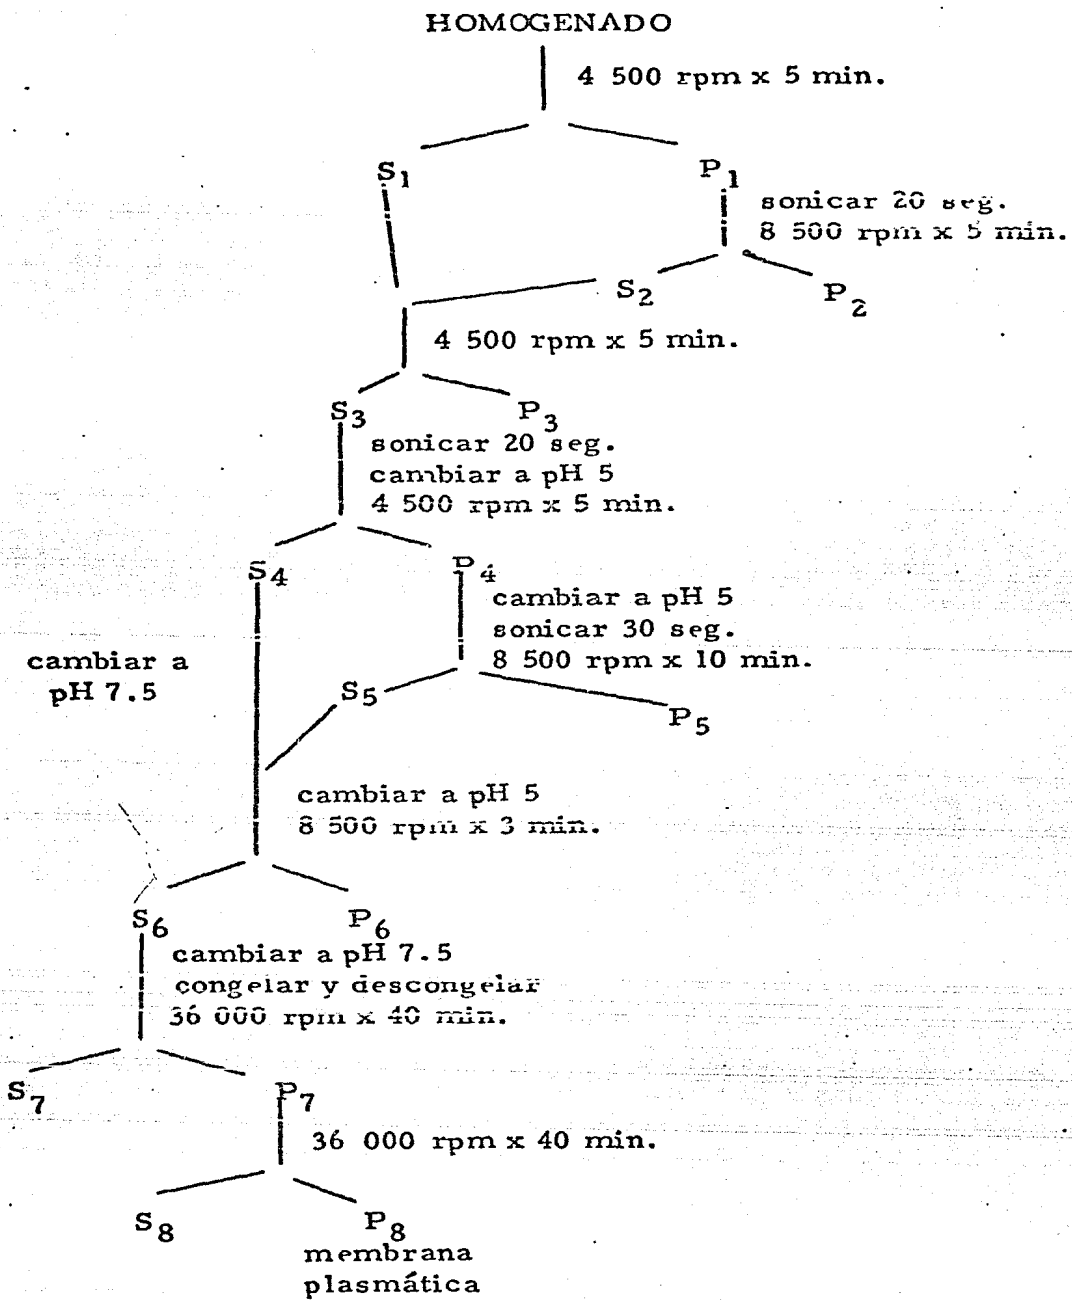 HOMOGENADO
4 500 rpm x 5 min.
S1
P1
sonicar 20 seg.
8 500 rpm x 5 min.
S2
P2
4 500 rpm x 5 min.
S3
P3
sonicar 20 seg.
cambiar a pH 5
4 500 rpm x 5 min.
S4
P4
cambiar a pH 5
sonicar 30 seg.
8 500 rpm x 10 min.
cambiar a
pH 7.5
S5
P5
cambiar a pH 5
8 500 rpm x 3 min.
S6
P6
cambiar a pH 7.5
congelar y descongelar
36 000 rpm x 40 min.
S7
P7
36 000 rpm x 40 min.
S8
P8
membrana
plasmática